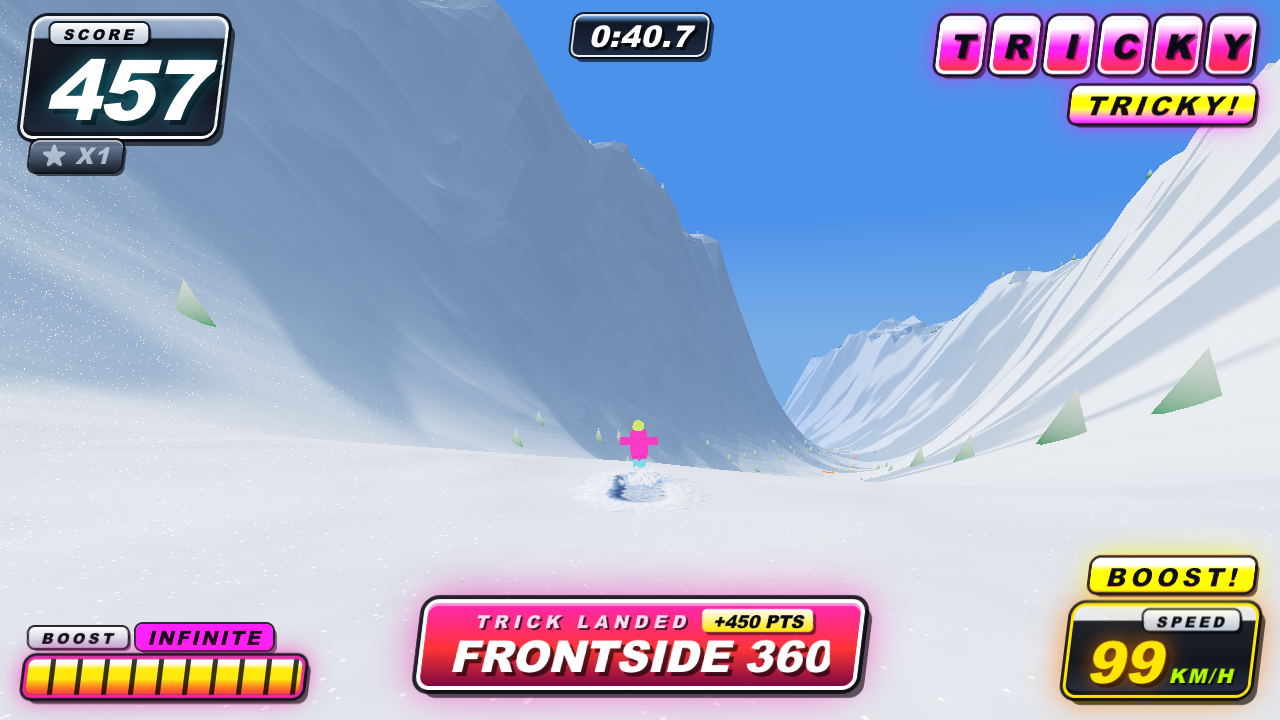 SCORE
457
X1
0:40.7
TRICKY
TRICKY!
BOOST INFINITE
TRICK LANDED +450 PTS
FRONTSIDE 360
BOOST!
SPEED
99 KM/H